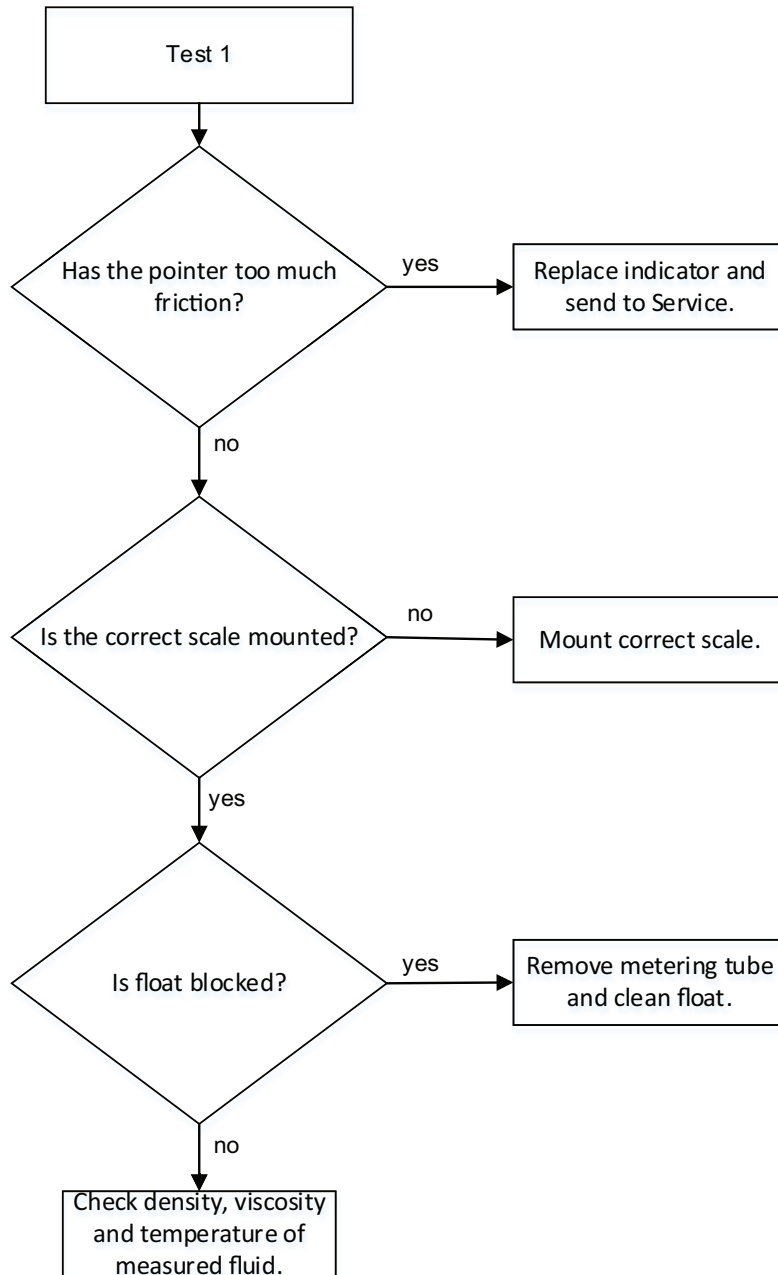 Test 1
Has the pointer too much
friction?
yes
Replace indicator and
send to Service.
no
Is the correct scale mounted?
no
Mount correct scale.
yes
Is float blocked?
yes
Remove metering tube
and clean float.
no
Check density, viscosity
and temperature of
measured fluid.